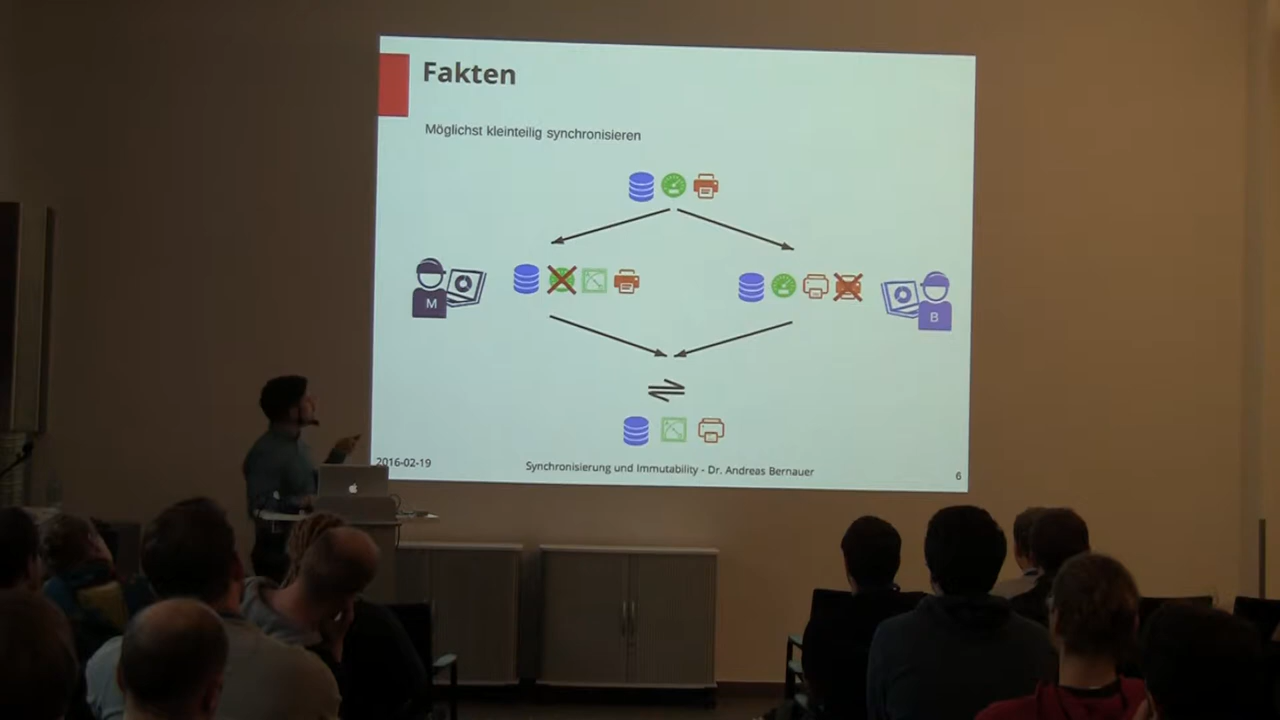 Fakten
Möglichst kleinteilig synchronisieren
M
B
2016-02-19
Synchronisierung und Immutability - Dr. Andreas Bernauer
6